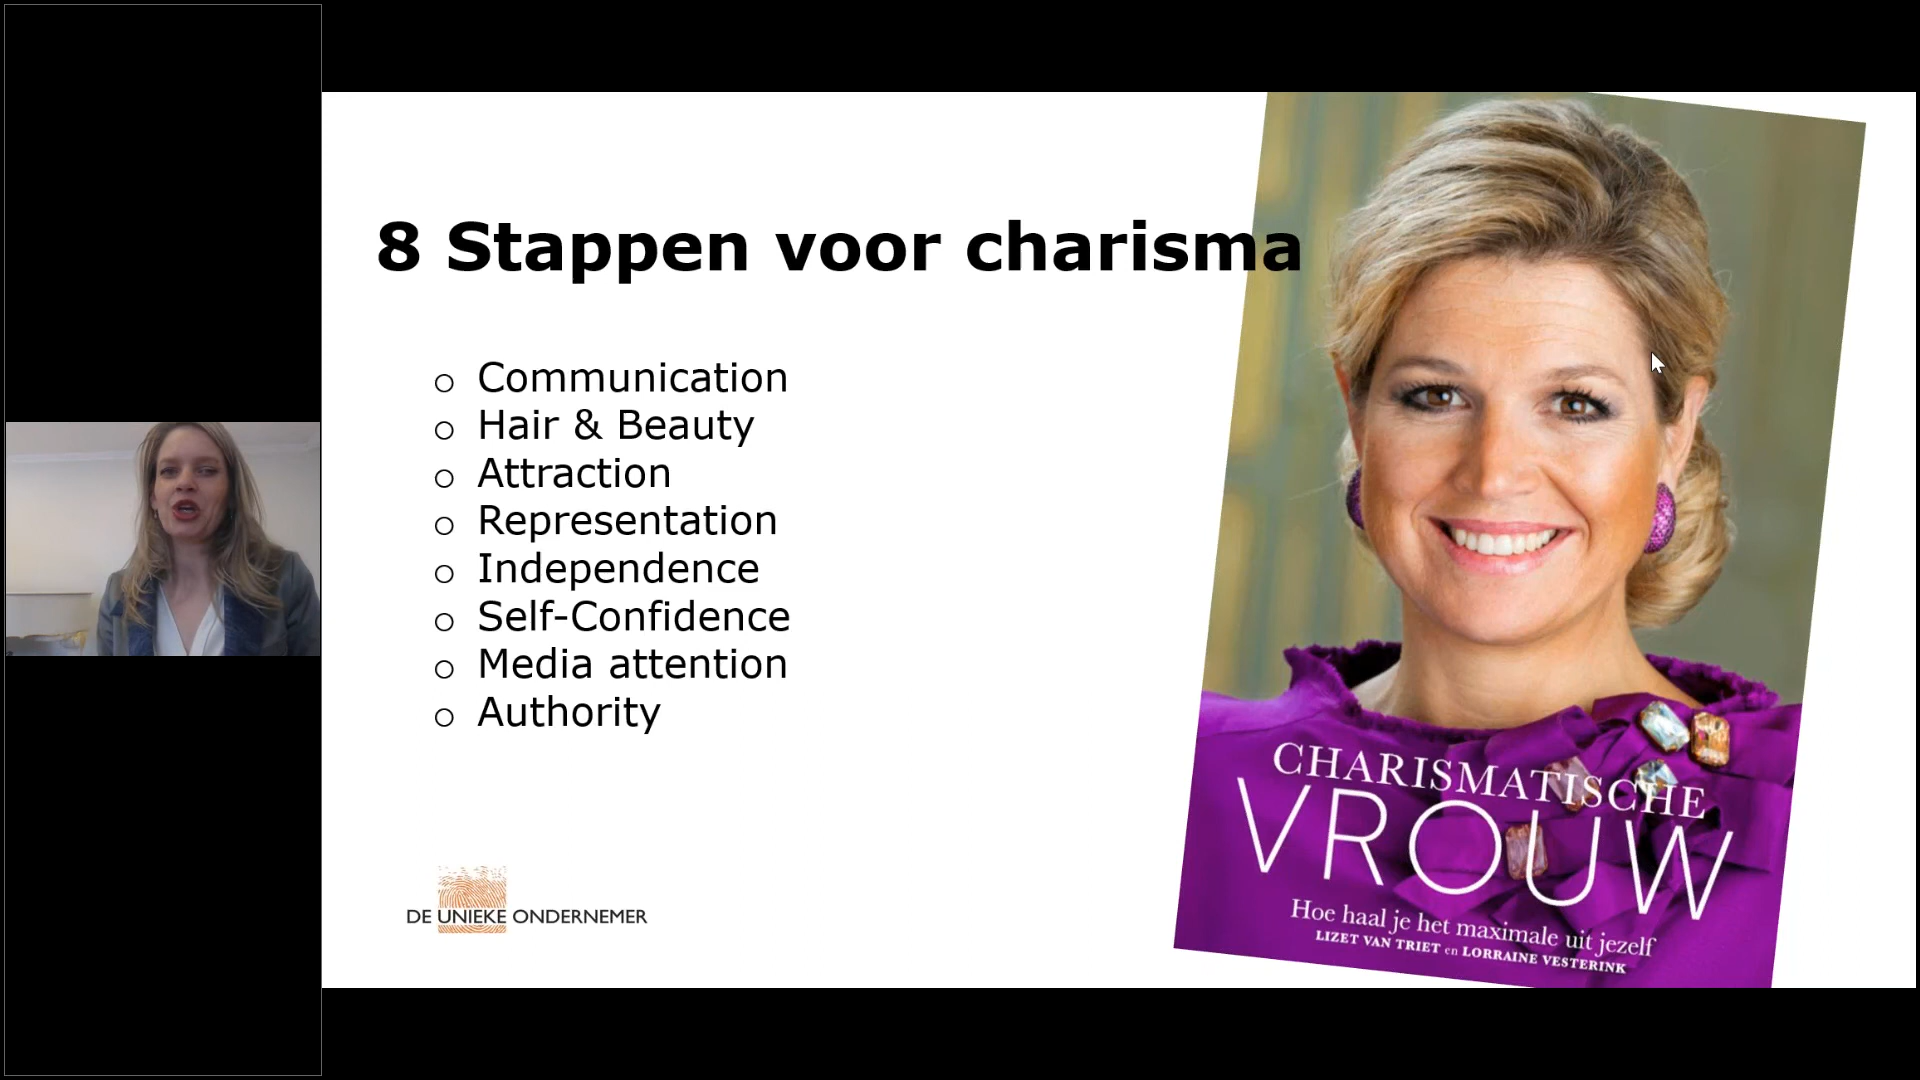 8 Stappen voor charisma
Communication
Hair & Beauty
Attraction
Representation
Independence
Self-Confidence
Media attention
Authority
DE UNIEKE ONDERNEMER
CHARISMATISCHE
VROUW
Hoe haal je het maximale uit jezelf
LIZET VAN TRIET en LORRAINE VESTERINK